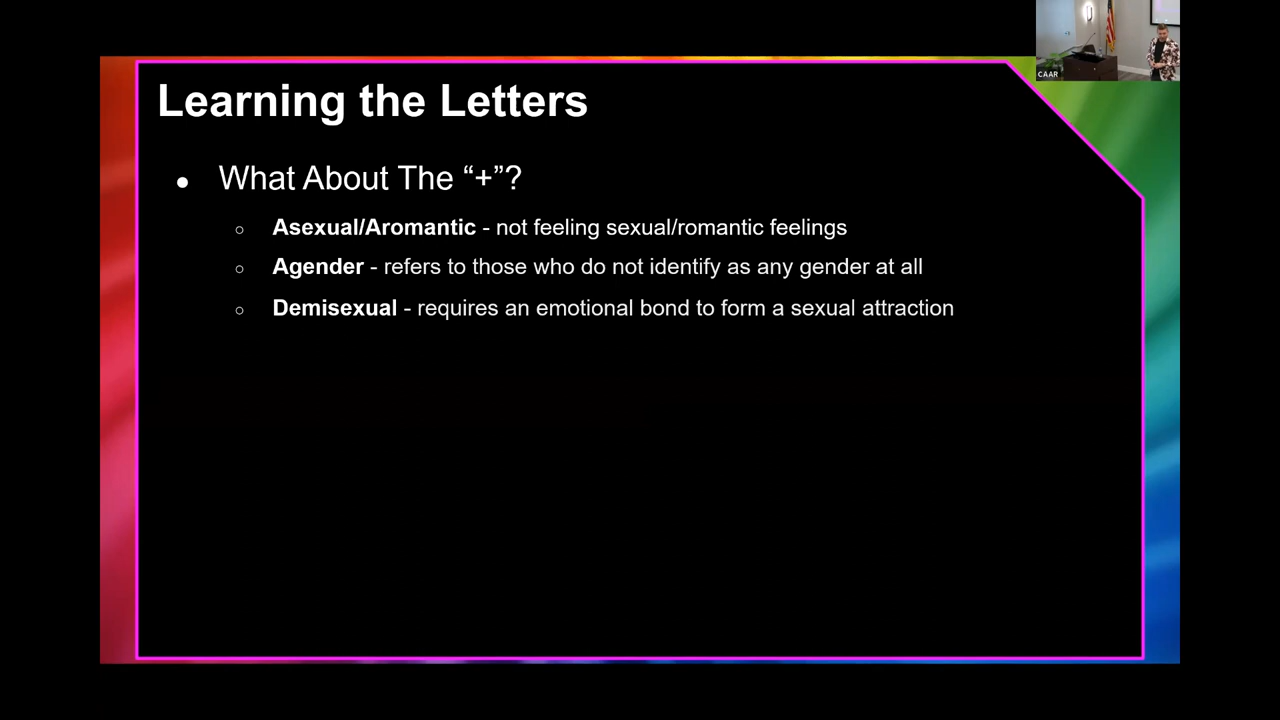 CAAR
Learning the Letters
● What About The “+”?
○ Asexual/Aromantic - not feeling sexual/romantic feelings
○ Agender - refers to those who do not identify as any gender at all
○ Demisexual - requires an emotional bond to form a sexual attraction